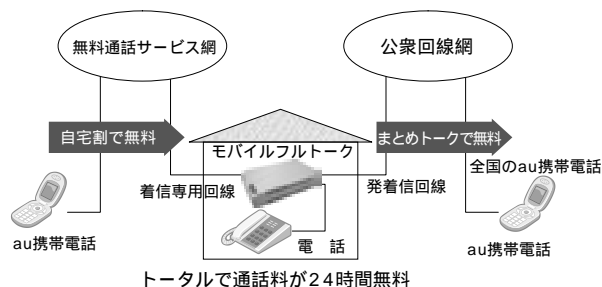 無料通話サービス網
公衆回線網
自宅割で無料
まとめトークで無料
モバイルフルトーク
全国のau携帯電話
着信専用回線
発着信回線
電 話
au携帯電話
au携帯電話
トータルで通話料が24時間無料